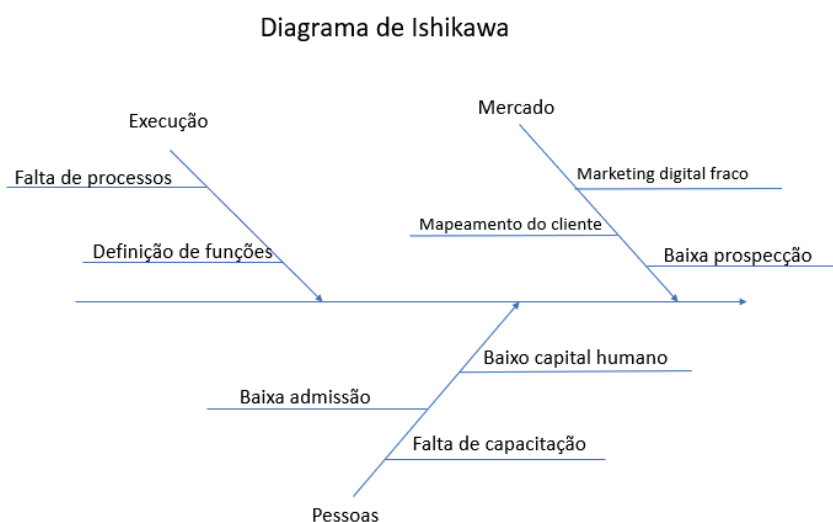 Diagrama de Ishikawa
Mercado
Execução
Marketing digital fraco
Falta de processos
Mapeamento do cliente
Definição de funções
Baixa prospecção
Baixo capital humano
Baixa admissão
Falta de capacitação
Pessoas